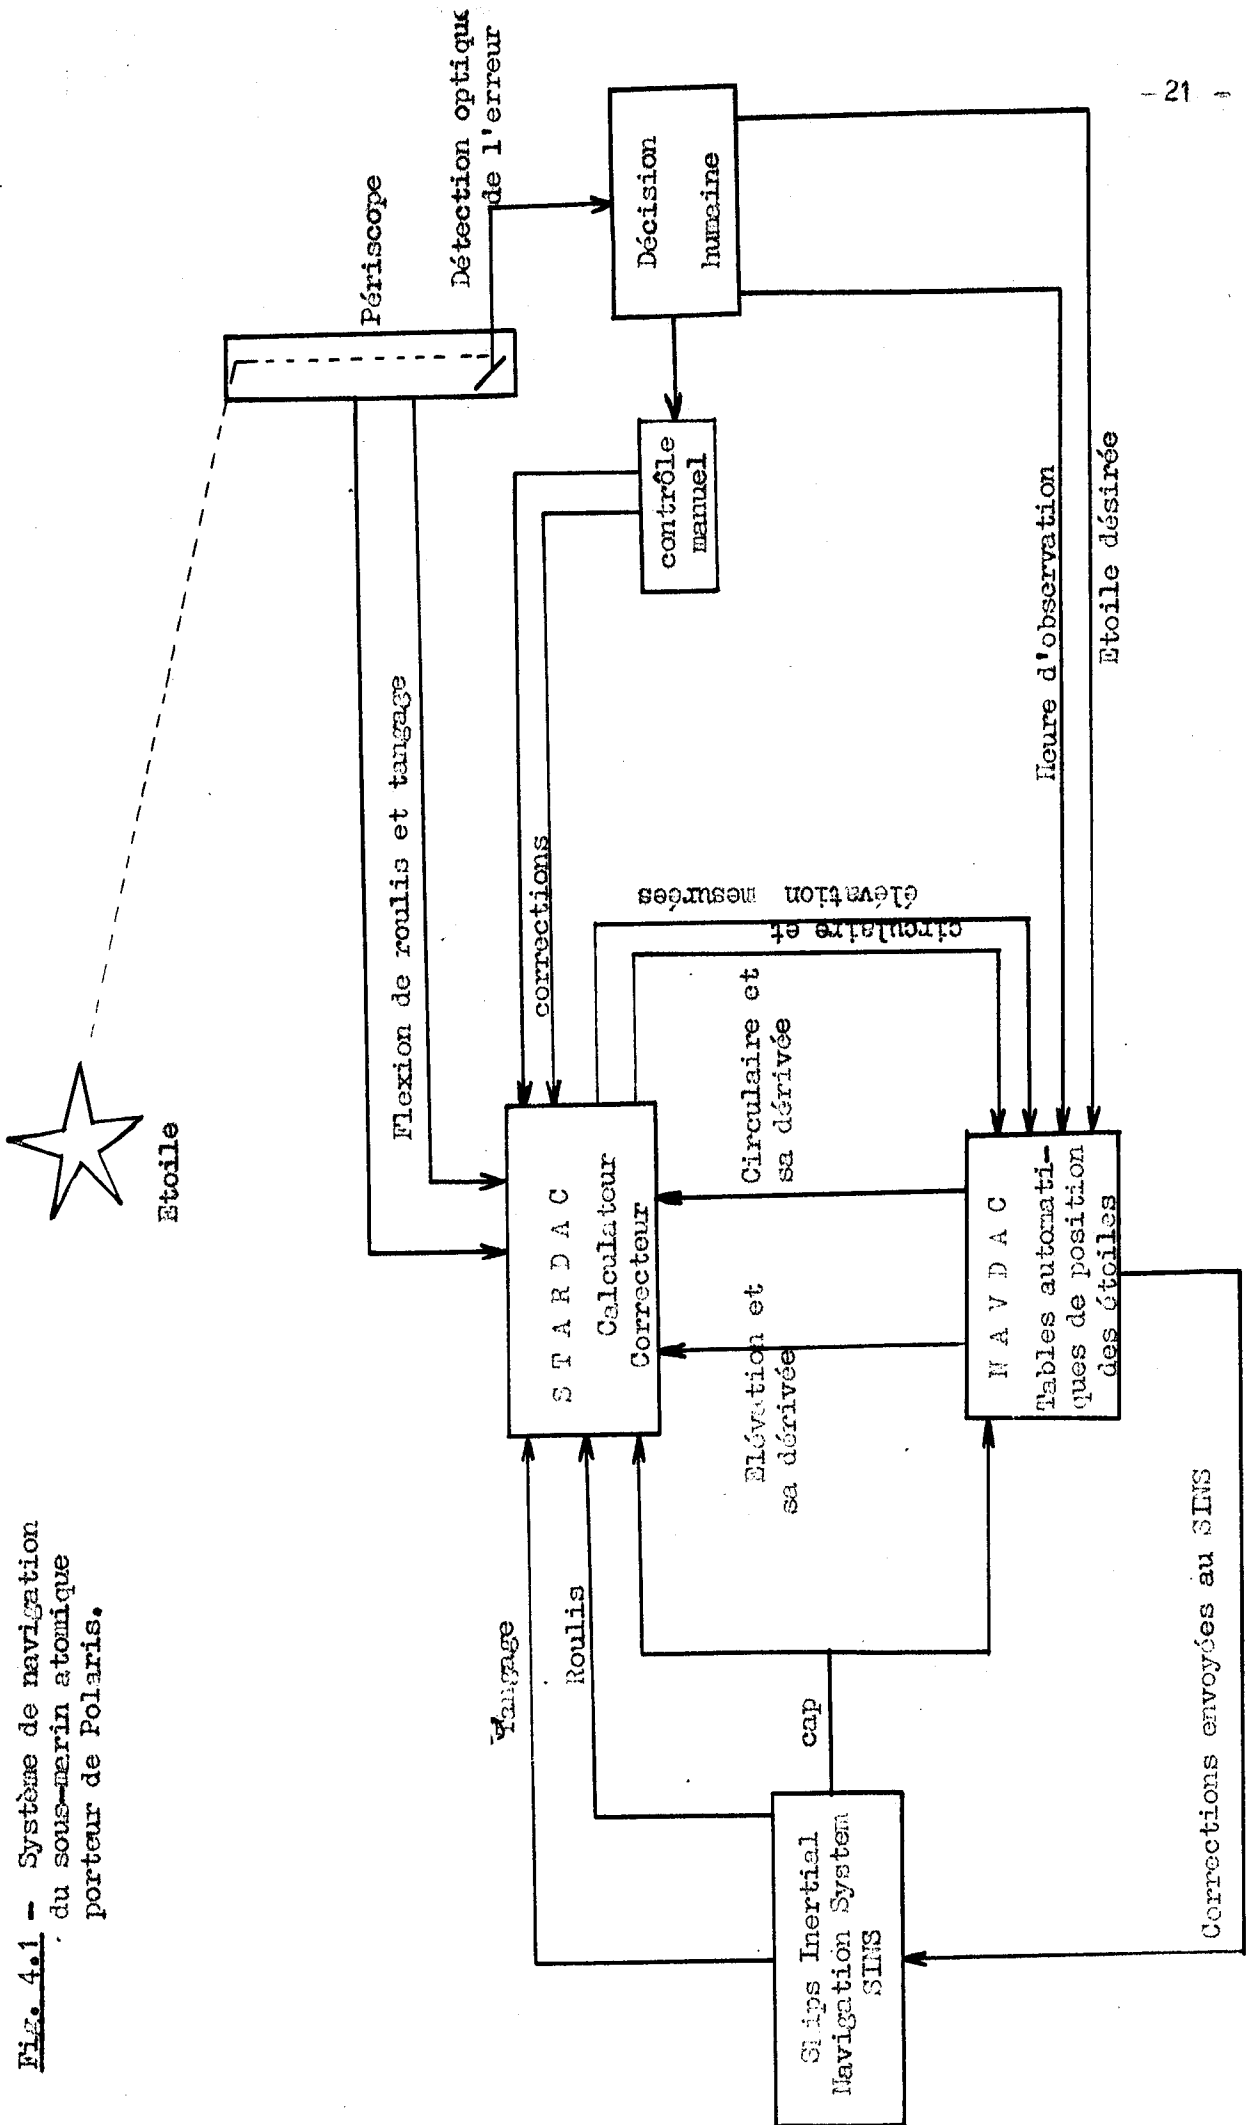 - 21 -
Fig. 4.1 - Système de navigation
du sous-marin atomique
porteur de Polaris.
Etoile
Périscope
Détection optique
de l'erreur
Flexion de roulis et tangage
Décision
humaine
contrôle
manuel
corrections
Tangage
Roulis
cap
S T A R D A C
Calculateur
Correcteur
circulaire et
élévation mesurées
Circulaire et
sa dérivée
Elévation et
sa dérivée
Heure d'observation
Etoile désirée
N A V D A C
Tables automati-
ques de position
des étoiles
Ships Inertial
Navigation System
SINS
Corrections envoyées au SINS